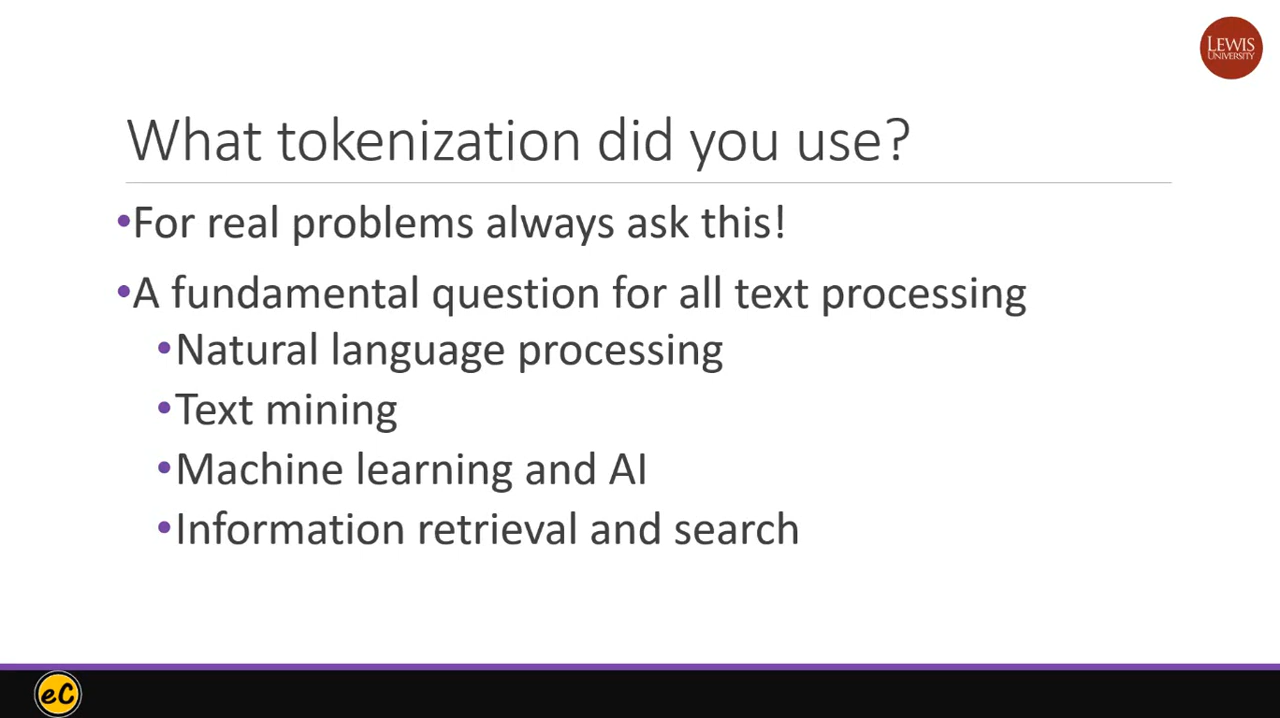 LEWIS
UNIVERSITY
What tokenization did you use?
•For real problems always ask this!
•A fundamental question for all text processing
•Natural language processing
•Text mining
•Machine learning and AI
•Information retrieval and search
eC